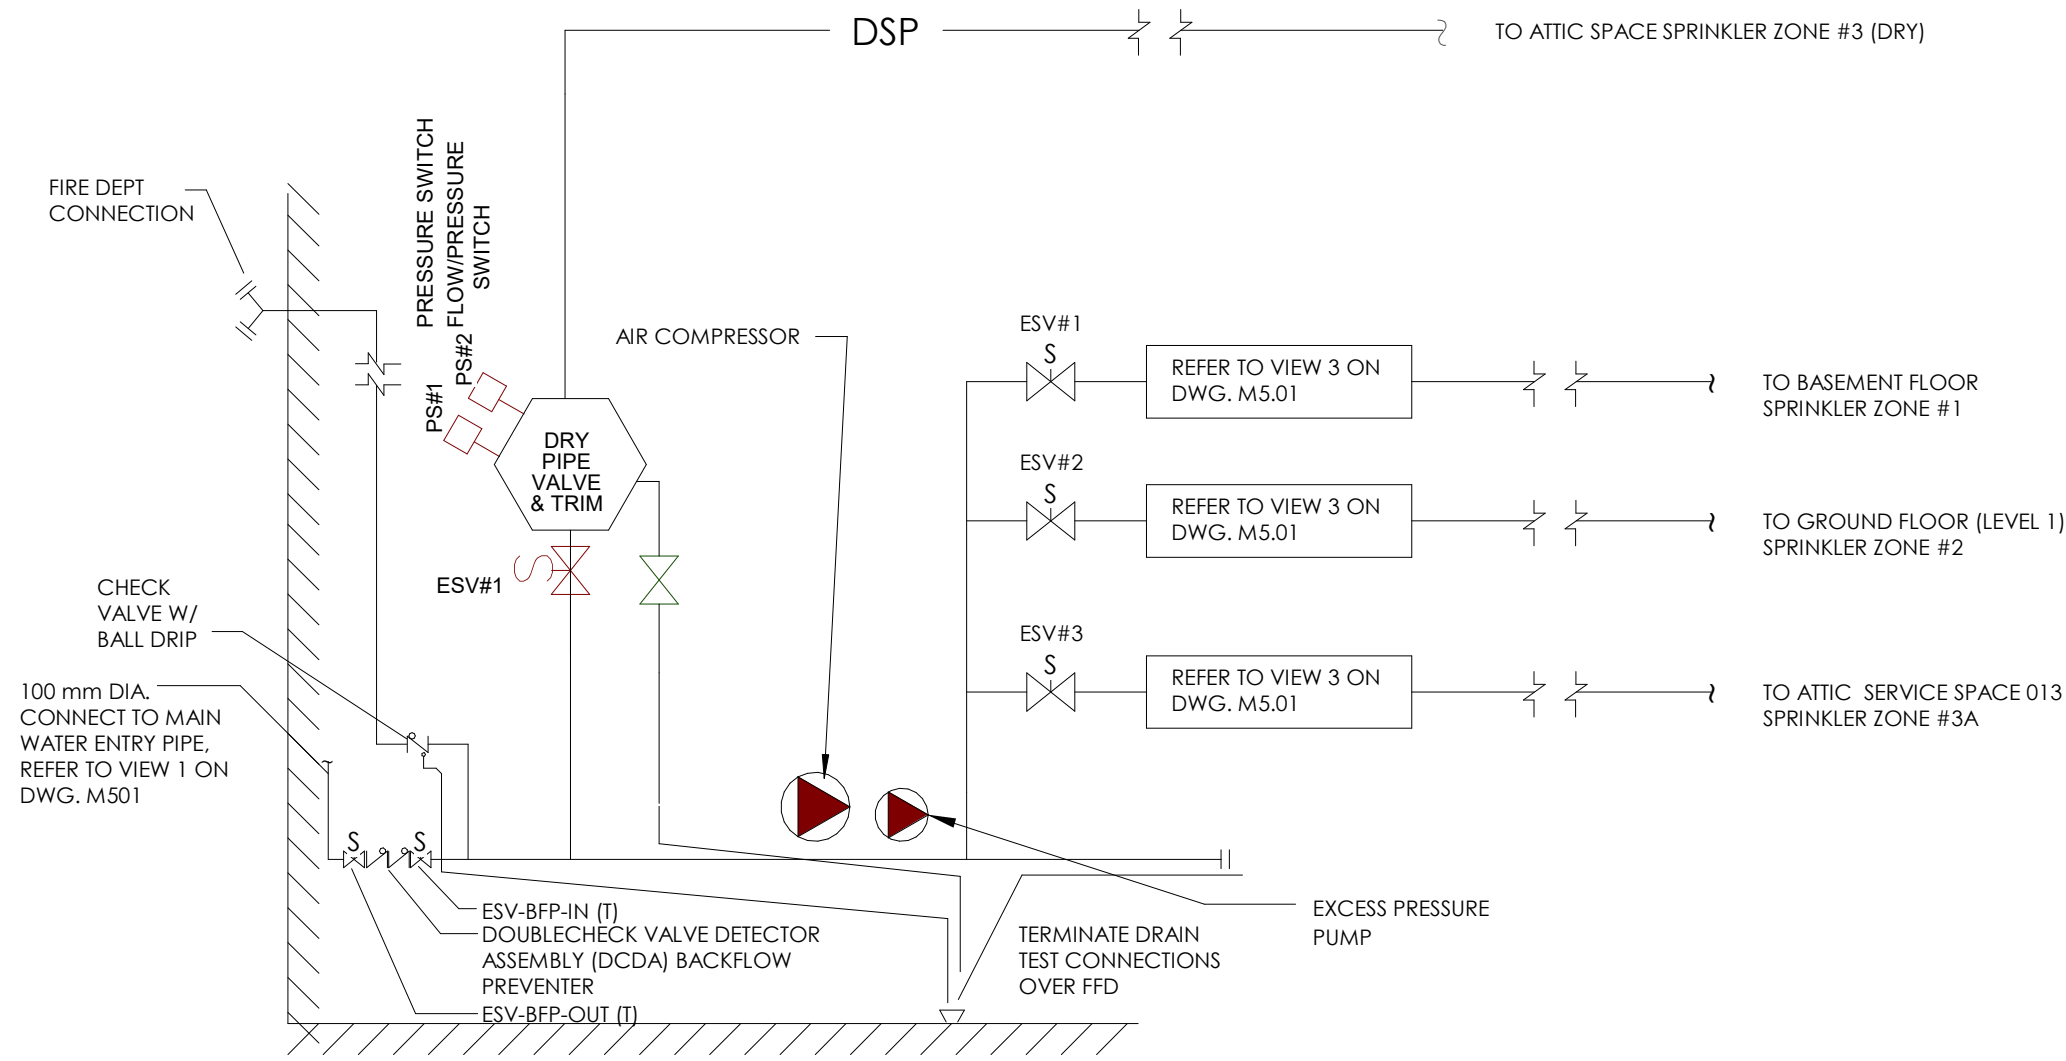 DSP
TO ATTIC SPACE SPRINKLER ZONE #3 (DRY)
PRESSURE SWITCH
FLOW/PRESSURE
SWITCH
PS#1
PS#2
FIRE DEPT
CONNECTION
AIR COMPRESSOR
DRY
PIPE
VALVE
& TRIM
ESV#1
S
ESV#1
S
REFER TO VIEW 3 ON
DWG. M5.01
TO BASEMENT FLOOR
SPRINKLER ZONE #1
ESV#2
S
REFER TO VIEW 3 ON
DWG. M5.01
TO GROUND FLOOR (LEVEL 1)
SPRINKLER ZONE #2
ESV#3
S
REFER TO VIEW 3 ON
DWG. M5.01
TO ATTIC SERVICE SPACE 013
SPRINKLER ZONE #3A
CHECK
VALVE W/
BALL DRIP
100 mm DIA.
CONNECT TO MAIN
WATER ENTRY PIPE,
REFER TO VIEW 1 ON
DWG. M501
S
S
ESV-BFP-IN (T)
DOUBLECHECK VALVE DETECTOR
ASSEMBLY (DCDA) BACKFLOW
PREVENTER
ESV-BFP-OUT (T)
TERMINATE DRAIN
TEST CONNECTIONS
OVER FFD
EXCESS PRESSURE
PUMP